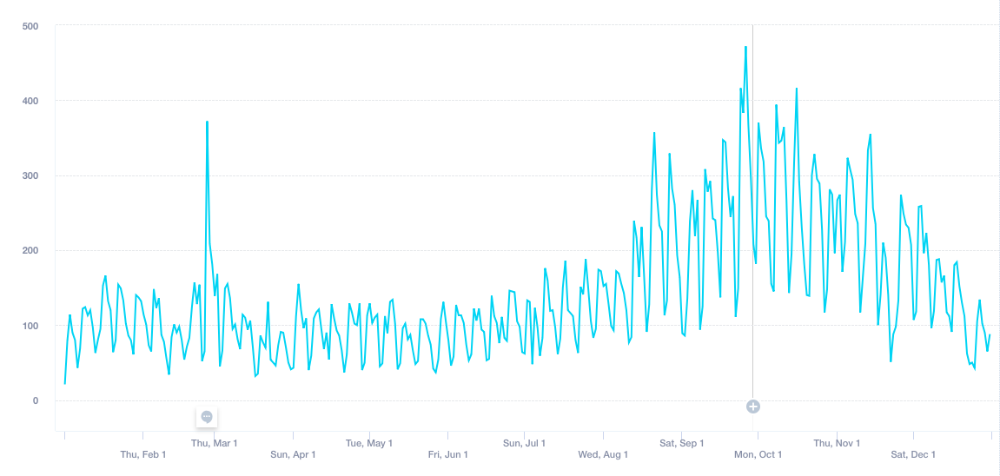 500
400
300
200
100
0
Thu, Feb 1
Thu, Mar 1
Sun, Apr 1
Tue, May 1
Fri, Jun 1
Sun, Jul 1
Wed, Aug 1
Sat, Sep 1
Mon, Oct 1
Thu, Nov 1
Sat, Dec 1